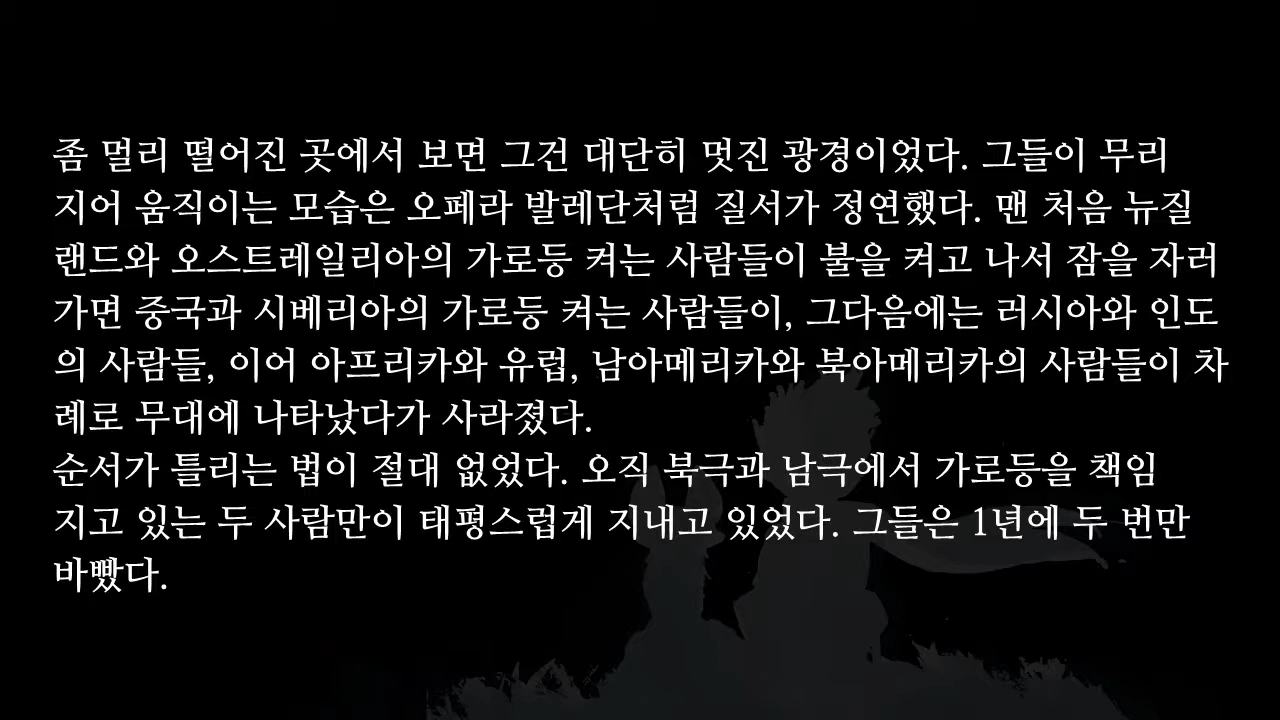 좀 멀리 떨어진 곳에서 보면 그건 대단히 멋진 광경이었다. 그들이 무리
지어 움직이는 모습은 오페라 발레단처럼 질서가 정연했다. 맨 처음 뉴질
랜드와 오스트레일리아의 가로등 켜는 사람들이 불을 켜고 나서 잠을 자러
가면 중국과 시베리아의 가로등 켜는 사람들이, 그다음에는 러시아와 인도
의 사람들, 이어 아프리카와 유럽, 남아메리카와 북아메리카의 사람들이 차
례로 무대에 나타났다가 사라졌다.
순서가 틀리는 법이 절대 없었다. 오직 북극과 남극에서 가로등을 책임
지고 있는 두 사람만이 태평스럽게 지내고 있었다. 그들은 1년에 두 번만
바빴다.